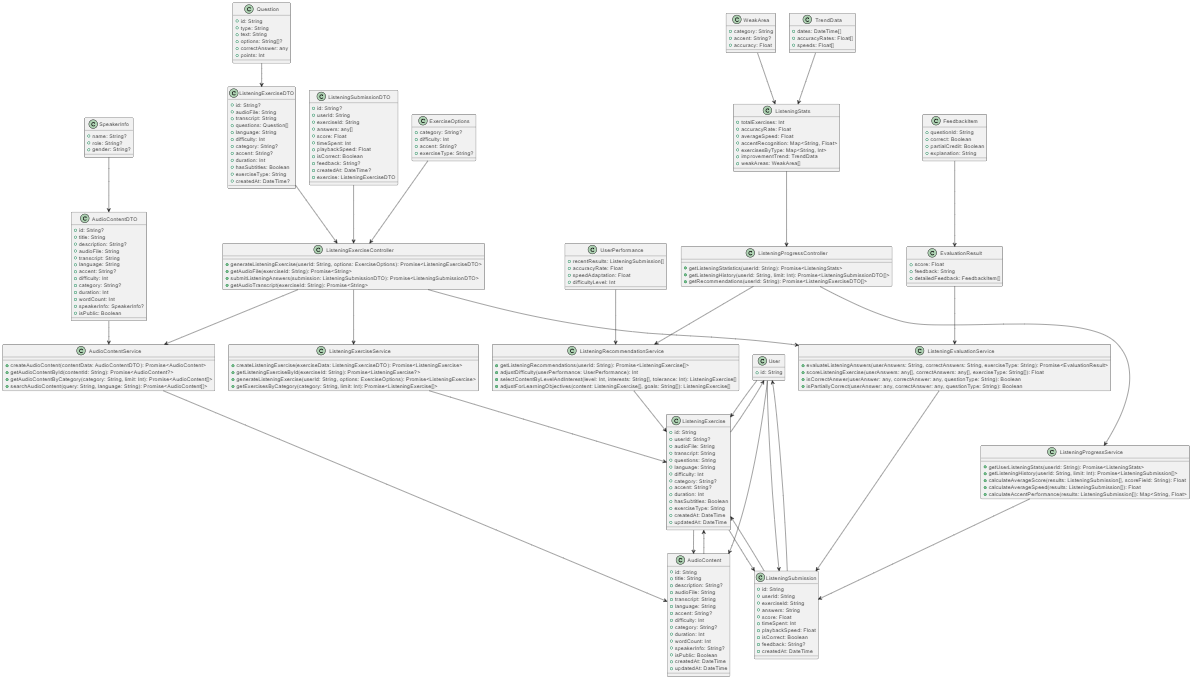 Question
id: String
type: String
text: String
options: String[]?
correctAnswer: any
points: Int
WeakArea
category: String
accent: String?
accuracy: Float
TrendData
dates: DateTime[]
accuracyRates: Float[]
speeds: Float[]
ListeningExerciseDTO
id: String?
audioFile: String
transcript: String
questions: Question[]
language: String
difficulty: Int
category: String?
accent: String?
duration: Int
hasSubtitles: Boolean
exerciseType: String
createdAt: DateTime?
ListeningSubmissionDTO
id: String?
userId: String
exerciseId: String
answers: any[]
score: Float
timeSpent: Int
playbackSpeed: Float
isCorrect: Boolean
feedback: String?
createdAt: DateTime?
exercise: ListeningExerciseDTO
SpeakerInfo
name: String?
role: String?
gender: String?
ExerciseOptions
category: String?
difficulty: Int
accent: String?
exerciseType: String?
ListeningStats
totalExercises: Int
accuracyRate: Float
averageSpeed: Float
accentRecognition: Map<String, Float>
exercisesByType: Map<String, Int>
improvementTrend: TrendData
weakAreas: WeakArea[]
FeedbackItem
questionId: String
correct: Boolean
partialCredit: Boolean
explanation: String
AudioContentDTO
id: String?
title: String
description: String?
audioFile: String
transcript: String
language: String
accent: String?
difficulty: Int
category: String?
duration: Int
wordCount: Int
speakerInfo: SpeakerInfo?
isPublic: Boolean
ListeningExerciseController
generateListeningExercise(userId: String, options: ExerciseOptions): Promise<ListeningExerciseDTO>
getAudioFile(exerciseId: String): Promise<String>
submitListeningAnswers(submission: ListeningSubmissionDTO): Promise<ListeningSubmissionDTO>
getAudioTranscript(exerciseId: String): Promise<String>
UserPerformance
recentResults: ListeningSubmission[]
accuracyRate: Float
speedAdaptation: Float
difficultyLevel: Int
ListeningProgressController
getListeningStatistics(userId: String): Promise<ListeningStats>
getListeningHistory(userId: String, limit: Int): Promise<ListeningSubmissionDTO[]>
getRecommendations(userId: String): Promise<ListeningExerciseDTO[]>
EvaluationResult
score: Float
feedback: String
detailedFeedback: FeedbackItem[]
AudioContentService
createAudioContent(contentData: AudioContentDTO): Promise<AudioContent>
getAudioContentById(contentId: String): Promise<AudioContent?>
getAudioContentByCategory(category: String, limit: Int): Promise<AudioContent[]>
searchAudioContent(query: String, language: String): Promise<AudioContent[]>
ListeningExerciseService
createListeningExercise(exerciseData: ListeningExerciseDTO): Promise<ListeningExercise>
getListeningExerciseById(exerciseId: String): Promise<ListeningExercise?>
generateListeningExercise(userId: String, options: ExerciseOptions): Promise<ListeningExercise>
getExercisesByCategory(category: String, limit: Int): Promise<ListeningExercise[]>
ListeningRecommendationService
getListeningRecommendations(userId: String): Promise<ListeningExercise[]>
adjustDifficulty(userPerformance: UserPerformance): Int
selectContentByLevelAndInterest(level: Int, interests: String[], tolerance: Int): ListeningExercise[]
adjustForLearningObjectives(content: ListeningExercise[], goals: String[]): ListeningExercise[]
User
id: String
ListeningEvaluationService
evaluateListeningAnswers(userAnswers: String, correctAnswers: String, exerciseType: String): Promise<EvaluationResult>
scoreListeningExercise(userAnswers: any[], correctAnswers: any[], exerciseType: String[]): Float
isCorrectAnswer(userAnswer: any, correctAnswer: any, questionType: String): Boolean
isPartiallyCorrect(userAnswer: any, correctAnswer: any, questionType: String): Boolean
ListeningExercise
id: String
userId: String?
audioFile: String
transcript: String
questions: String
language: String
difficulty: Int
category: String?
accent: String?
duration: Int
hasSubtitles: Boolean
exerciseType: String
createdAt: DateTime
updatedAt: DateTime
ListeningProgressService
getUserListeningStats(userId: String): Promise<ListeningStats>
getListeningHistory(userId: String, limit: Int): Promise<ListeningSubmission[]>
calculateAverageScore(results: ListeningSubmission[], scoreField: String): Float
calculateAverageSpeed(results: ListeningSubmission[]): Float
calculateAccentPerformance(results: ListeningSubmission[]): Map<String, Float>
AudioContent
id: String
title: String
description: String?
audioFile: String
transcript: String
language: String
accent: String?
difficulty: Int
category: String?
duration: Int
wordCount: Int
speakerInfo: String?
isPublic: Boolean
createdAt: DateTime
updatedAt: DateTime
ListeningSubmission
id: String
userId: String
exerciseId: String
answers: String
score: Float
timeSpent: Int
playbackSpeed: Float
isCorrect: Boolean
feedback: String?
createdAt: DateTime